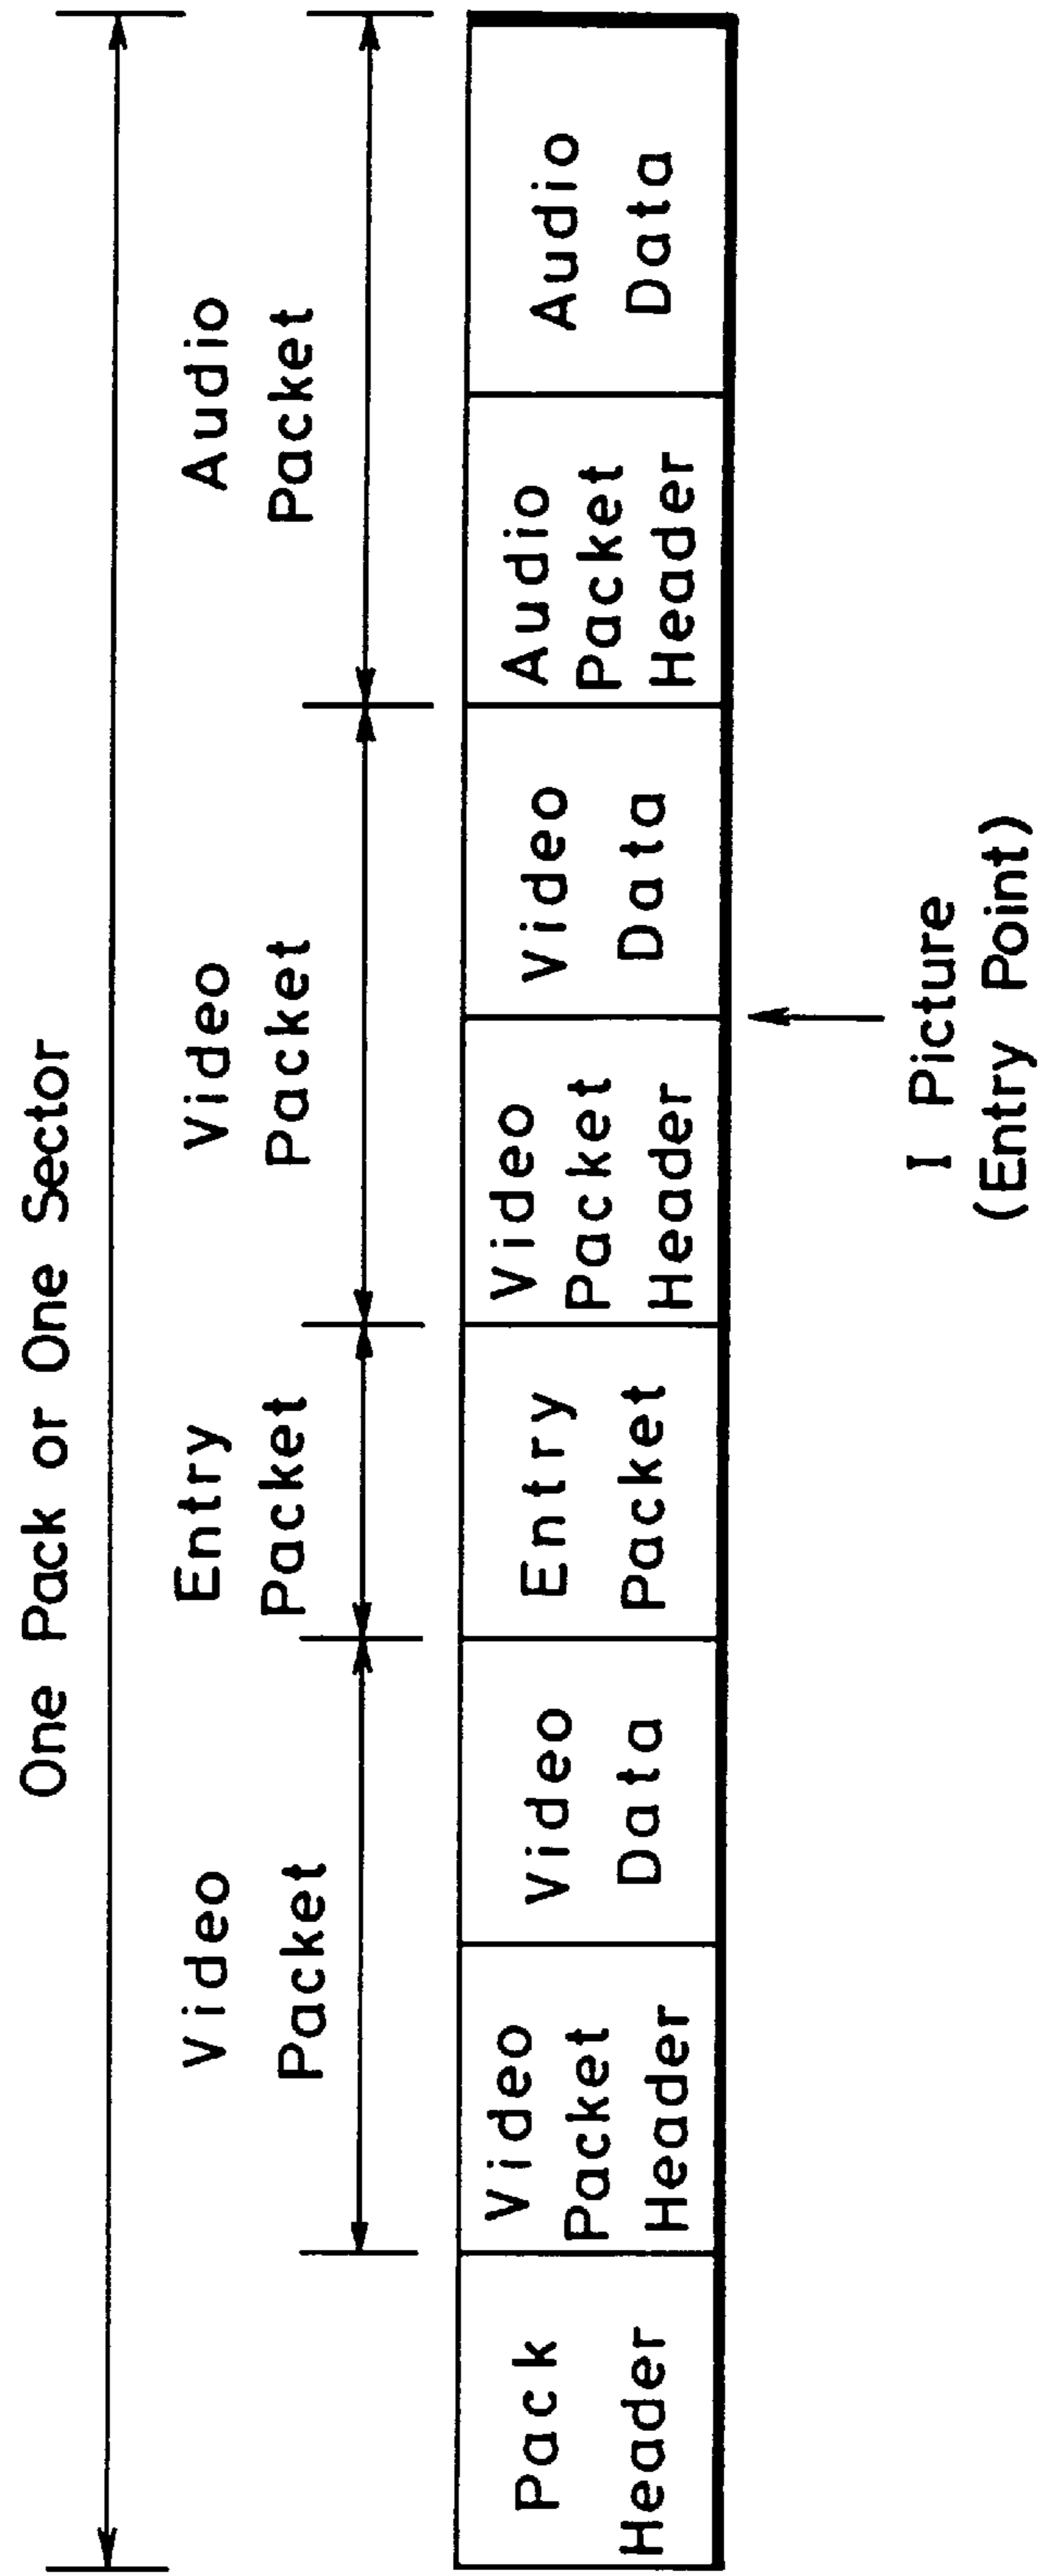 One Pack or One Sector
Video
Packet
Entry
Packet
Video
Packet
Audio
Packet
Pack
Header
Video
Packet
Header
Video
Data
Entry
Packet
Video
Packet
Header
Video
Data
Audio
Packet
Header
Audio
Data
I Picture
(Entry Point)